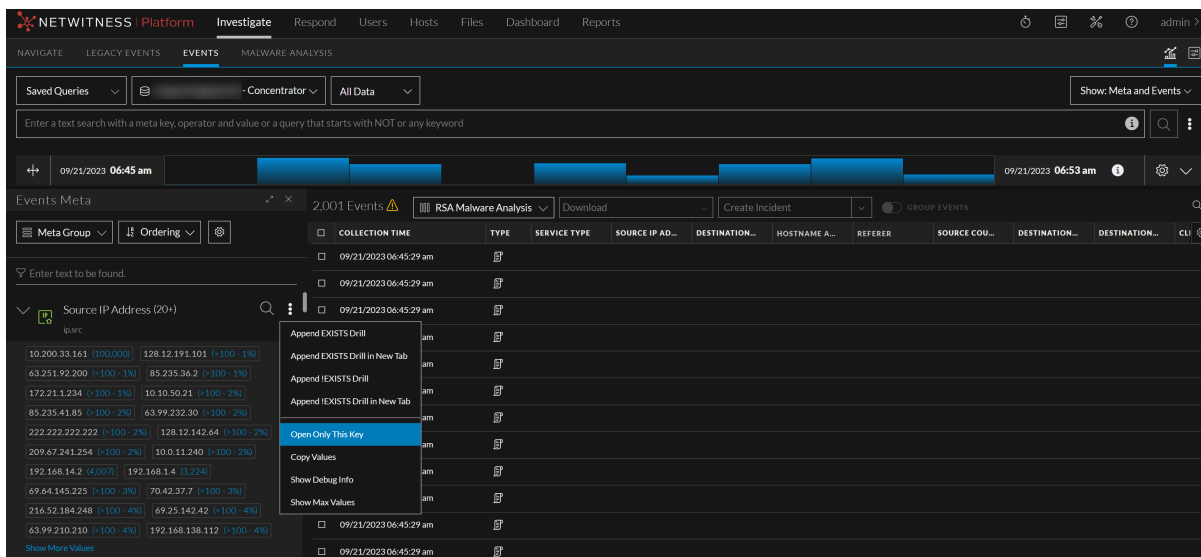 NETWITNESS | Platform Investigate Respond Users Hosts Files Dashboard Reports admin >
NAVIGATE LEGACY EVENTS EVENTS MALWARE ANALYSIS
Saved Queries - Concentrator All Data Show: Meta and Events
Enter a text search with a meta key, operator and value or a query that starts with NOT or any keyword
09/21/2023 06:45 am 09/21/2023 06:53 am
Events Meta
2,001 Events RSA Malware Analysis Download Create Incident GROUP EVENTS
Meta Group Ordering
COLLECTION TIME TYPE SERVICE TYPE SOURCE IP AD... DESTINATION... HOSTNAME A... REFERER SOURCE COU... DESTINATION... DESTINATION... CLI
09/21/2023 06:45:29 am
Enter text to be found.
09/21/2023 06:45:29 am
Source IP Address (20+)
ip.src
09/21/2023 06:45:29 am
Append EXISTS Drill
am
10.200.33.161 (100,000) 128.12.191.101 (>100 - 1%)
Append EXISTS Drill in New Tab
am
63.251.92.200 (>100 - 1%) 85.235.36.2 (>100 - 1%)
Append !EXISTS Drill
am
172.21.1.234 (>100 - 1%) 10.10.50.21 (>100 - 2%)
Append !EXISTS Drill in New Tab
am
85.235.41.85 (>100 - 2%) 63.99.232.30 (>100 - 2%)
am
222.222.222.222 (>100 - 2%) 128.12.142.64 (>100 - 2%)
Open Only This Key
am
209.67.241.254 (>100 - 2%) 10.0.11.240 (>100 - 2%)
Copy Values
192.168.14.2 (4,007) 192.168.1.4 (3,224)
am
Show Debug Info
69.64.145.225 (>100 - 3%) 70.42.37.7 (>100 - 3%)
am
Show Max Values
216.52.184.248 (>100 - 4%) 69.25.142.42 (>100 - 4%)
09/21/2023 06:45:29 am
63.99.210.210 (>100 - 4%) 192.168.138.112 (>100 - 4%)
Show More Values
09/21/2023 06:45:29 am